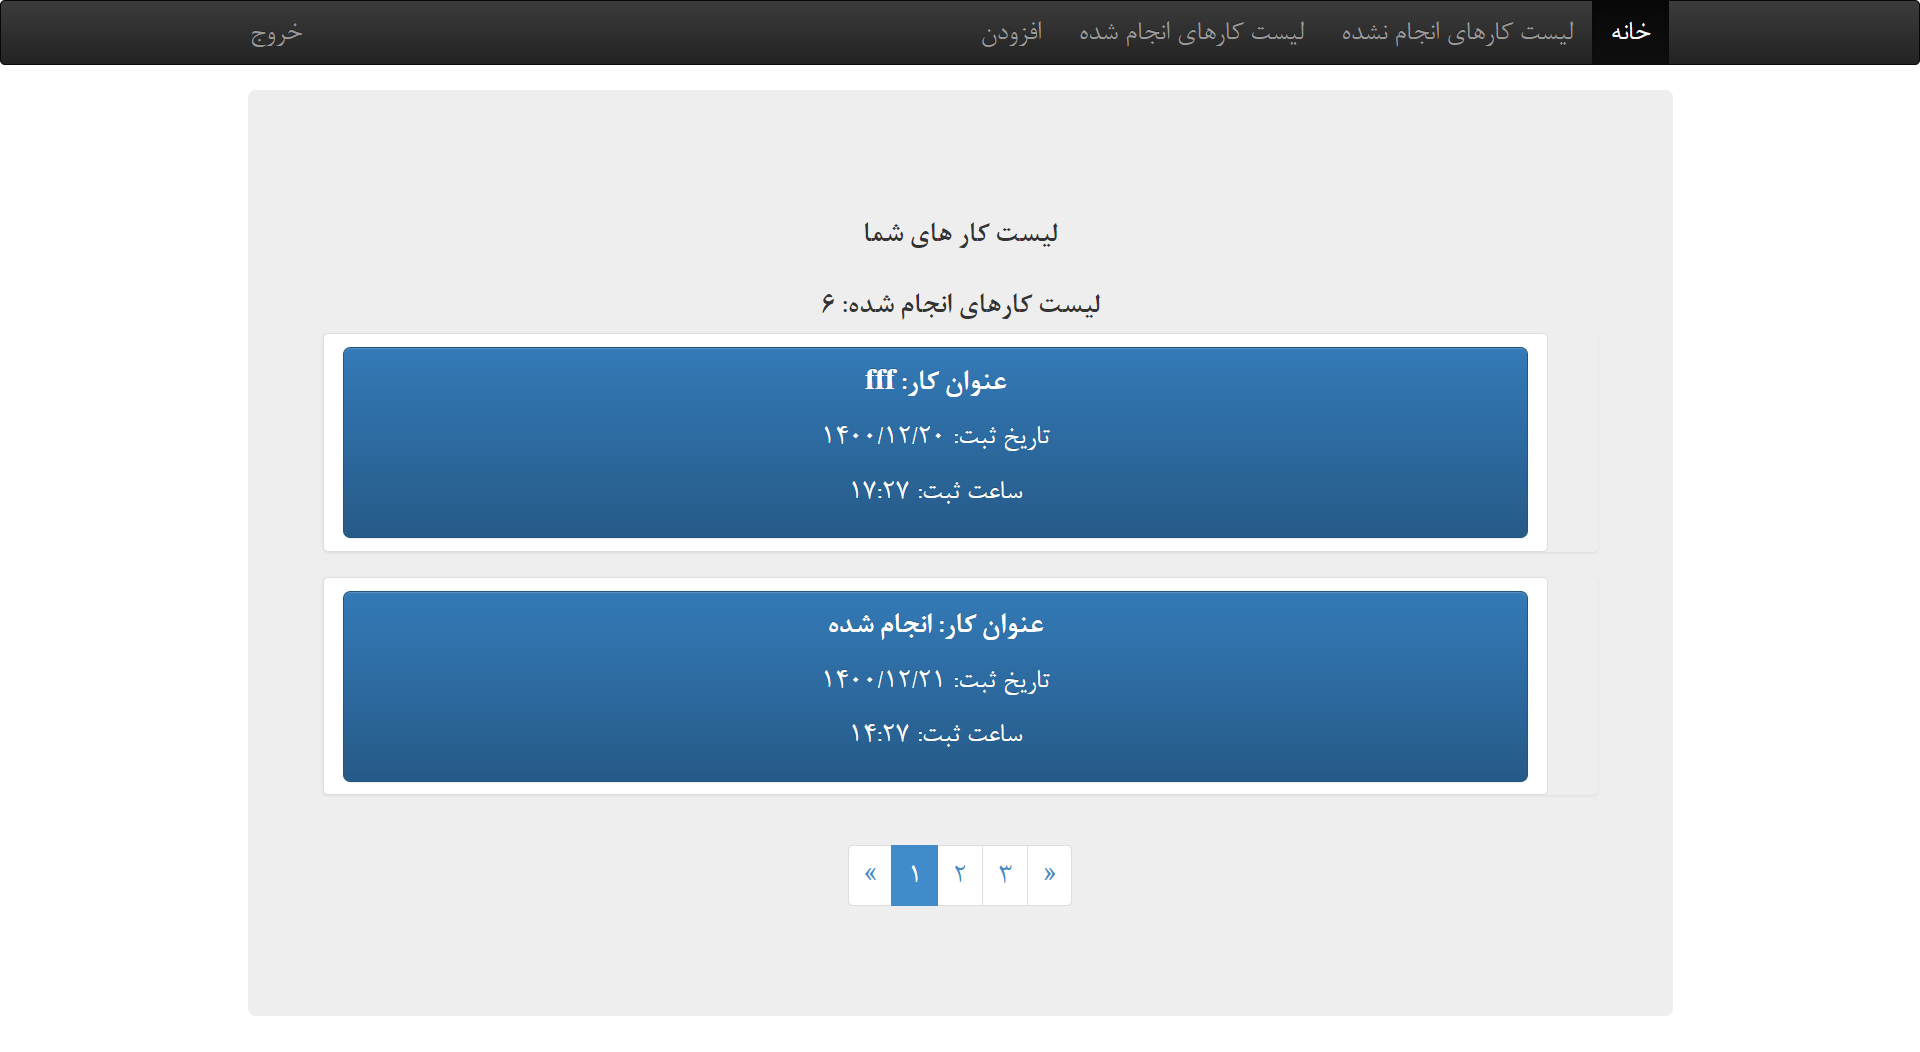 خانه
لیست کارهای انجام نشده
لیست کارهای انجام شده
افزودن
خروج
لیست کار های شما
لیست کارهای انجام شده: ۶
عنوان کار: fff
تاریخ ثبت: ۱۴۰۰/۱۲/۲۰
ساعت ثبت: ۱۷:۲۷
عنوان کار: انجام شده
تاریخ ثبت: ۱۴۰۰/۱۲/۲۱
ساعت ثبت: ۱۴:۲۷
« ۱ ۲ ۳ »